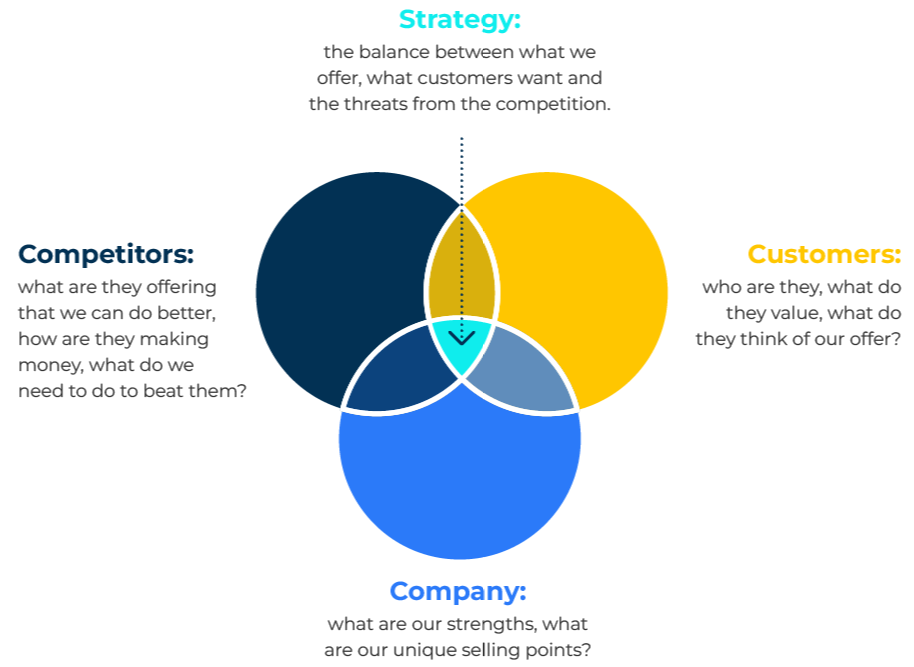 Strategy:
the balance between what we
offer, what customers want and
the threats from the competition.
Competitors:
what are they offering
that we can do better,
how are they making
money, what do we
need to do to beat them?
Customers:
who are they, what do
they value, what do
they think of our offer?
Company:
what are our strengths, what
are our unique selling points?